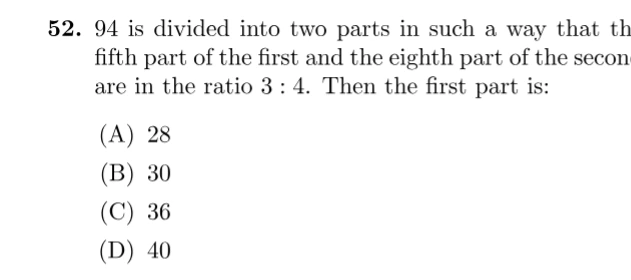 52. 94 is divided into two parts in such a way that th
fifth part of the first and the eighth part of the secon
are in the ratio 3 : 4. Then the first part is:
(A) 28
(B) 30
(C) 36
(D) 40